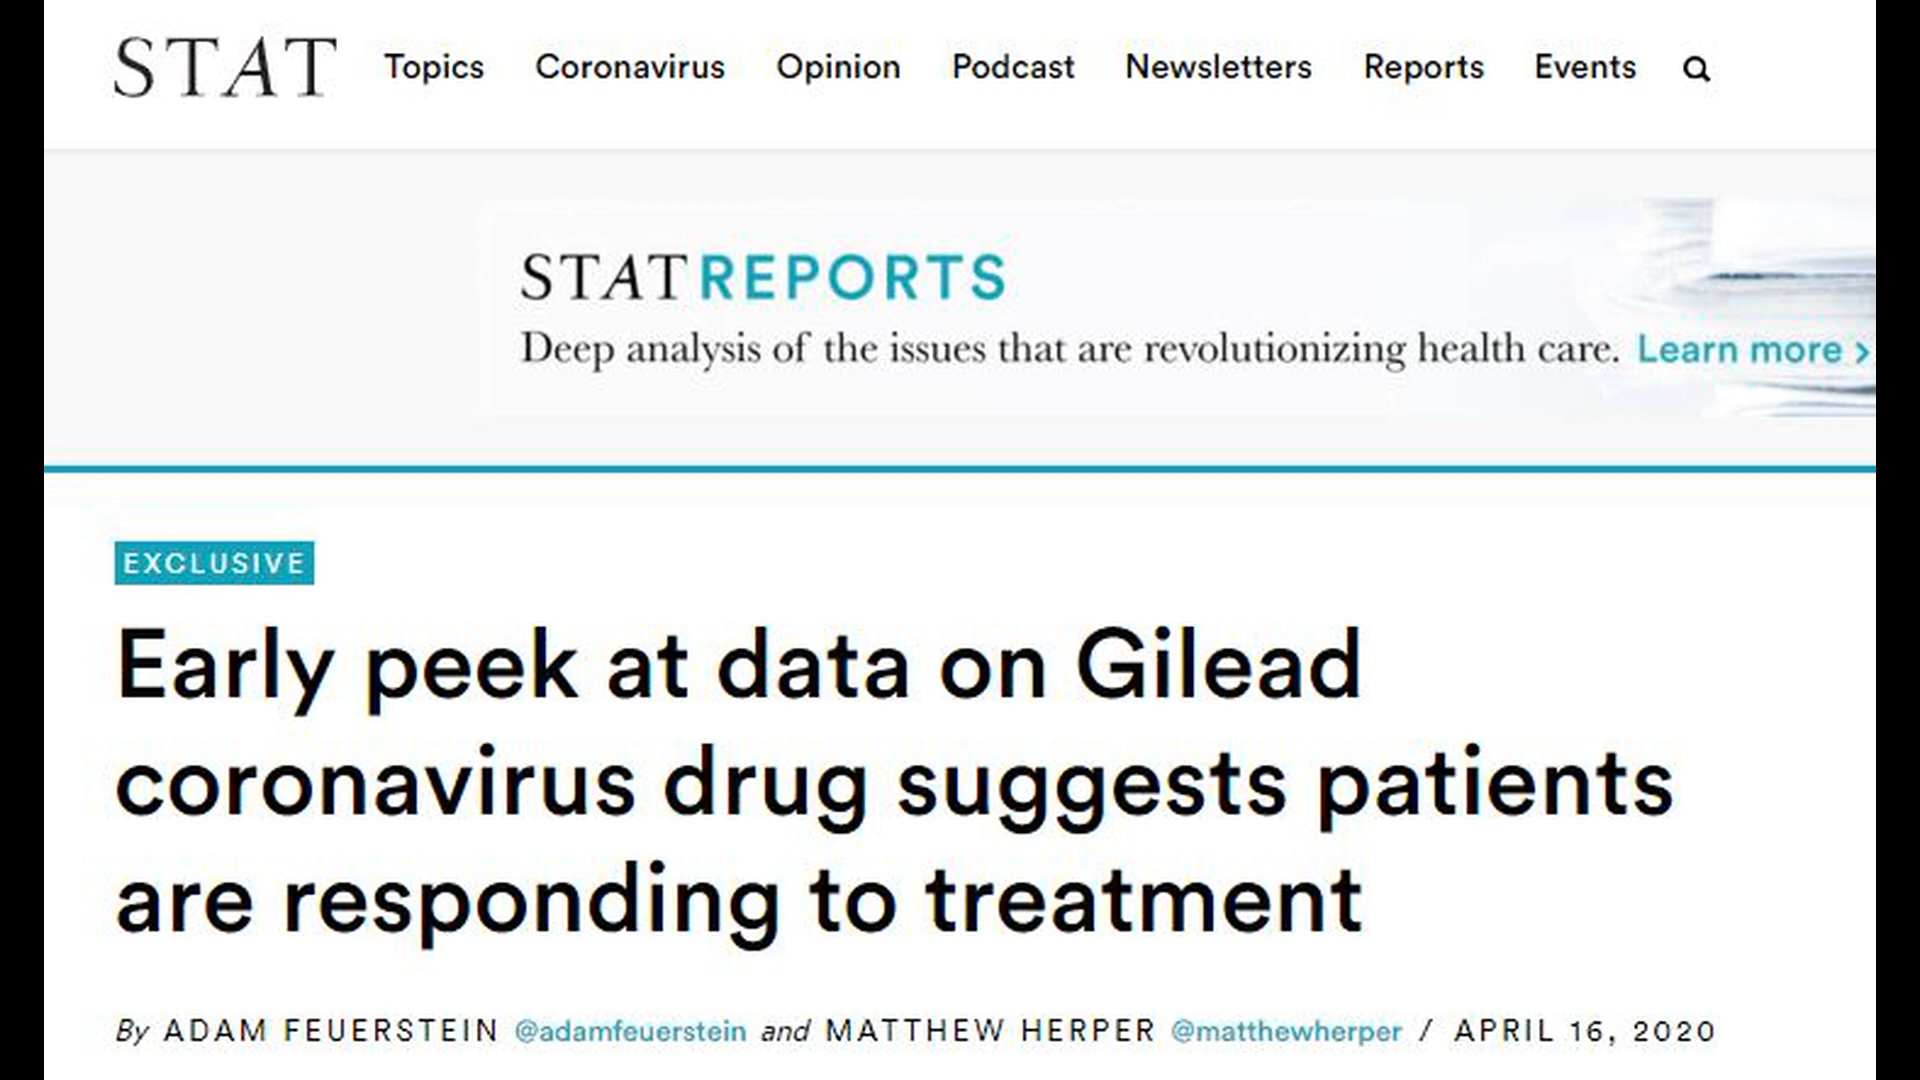 STAT Topics Coronavirus Opinion Podcast Newsletters Reports Events
STAT REPORTS
Deep analysis of the issues that are revolutionizing health care. Learn more >
EXCLUSIVE
Early peek at data on Gilead
coronavirus drug suggests patients
are responding to treatment
By ADAM FEUERSTEIN @adamfeuerstein and MATTHEW HERPER @matthewherper / APRIL 16, 2020